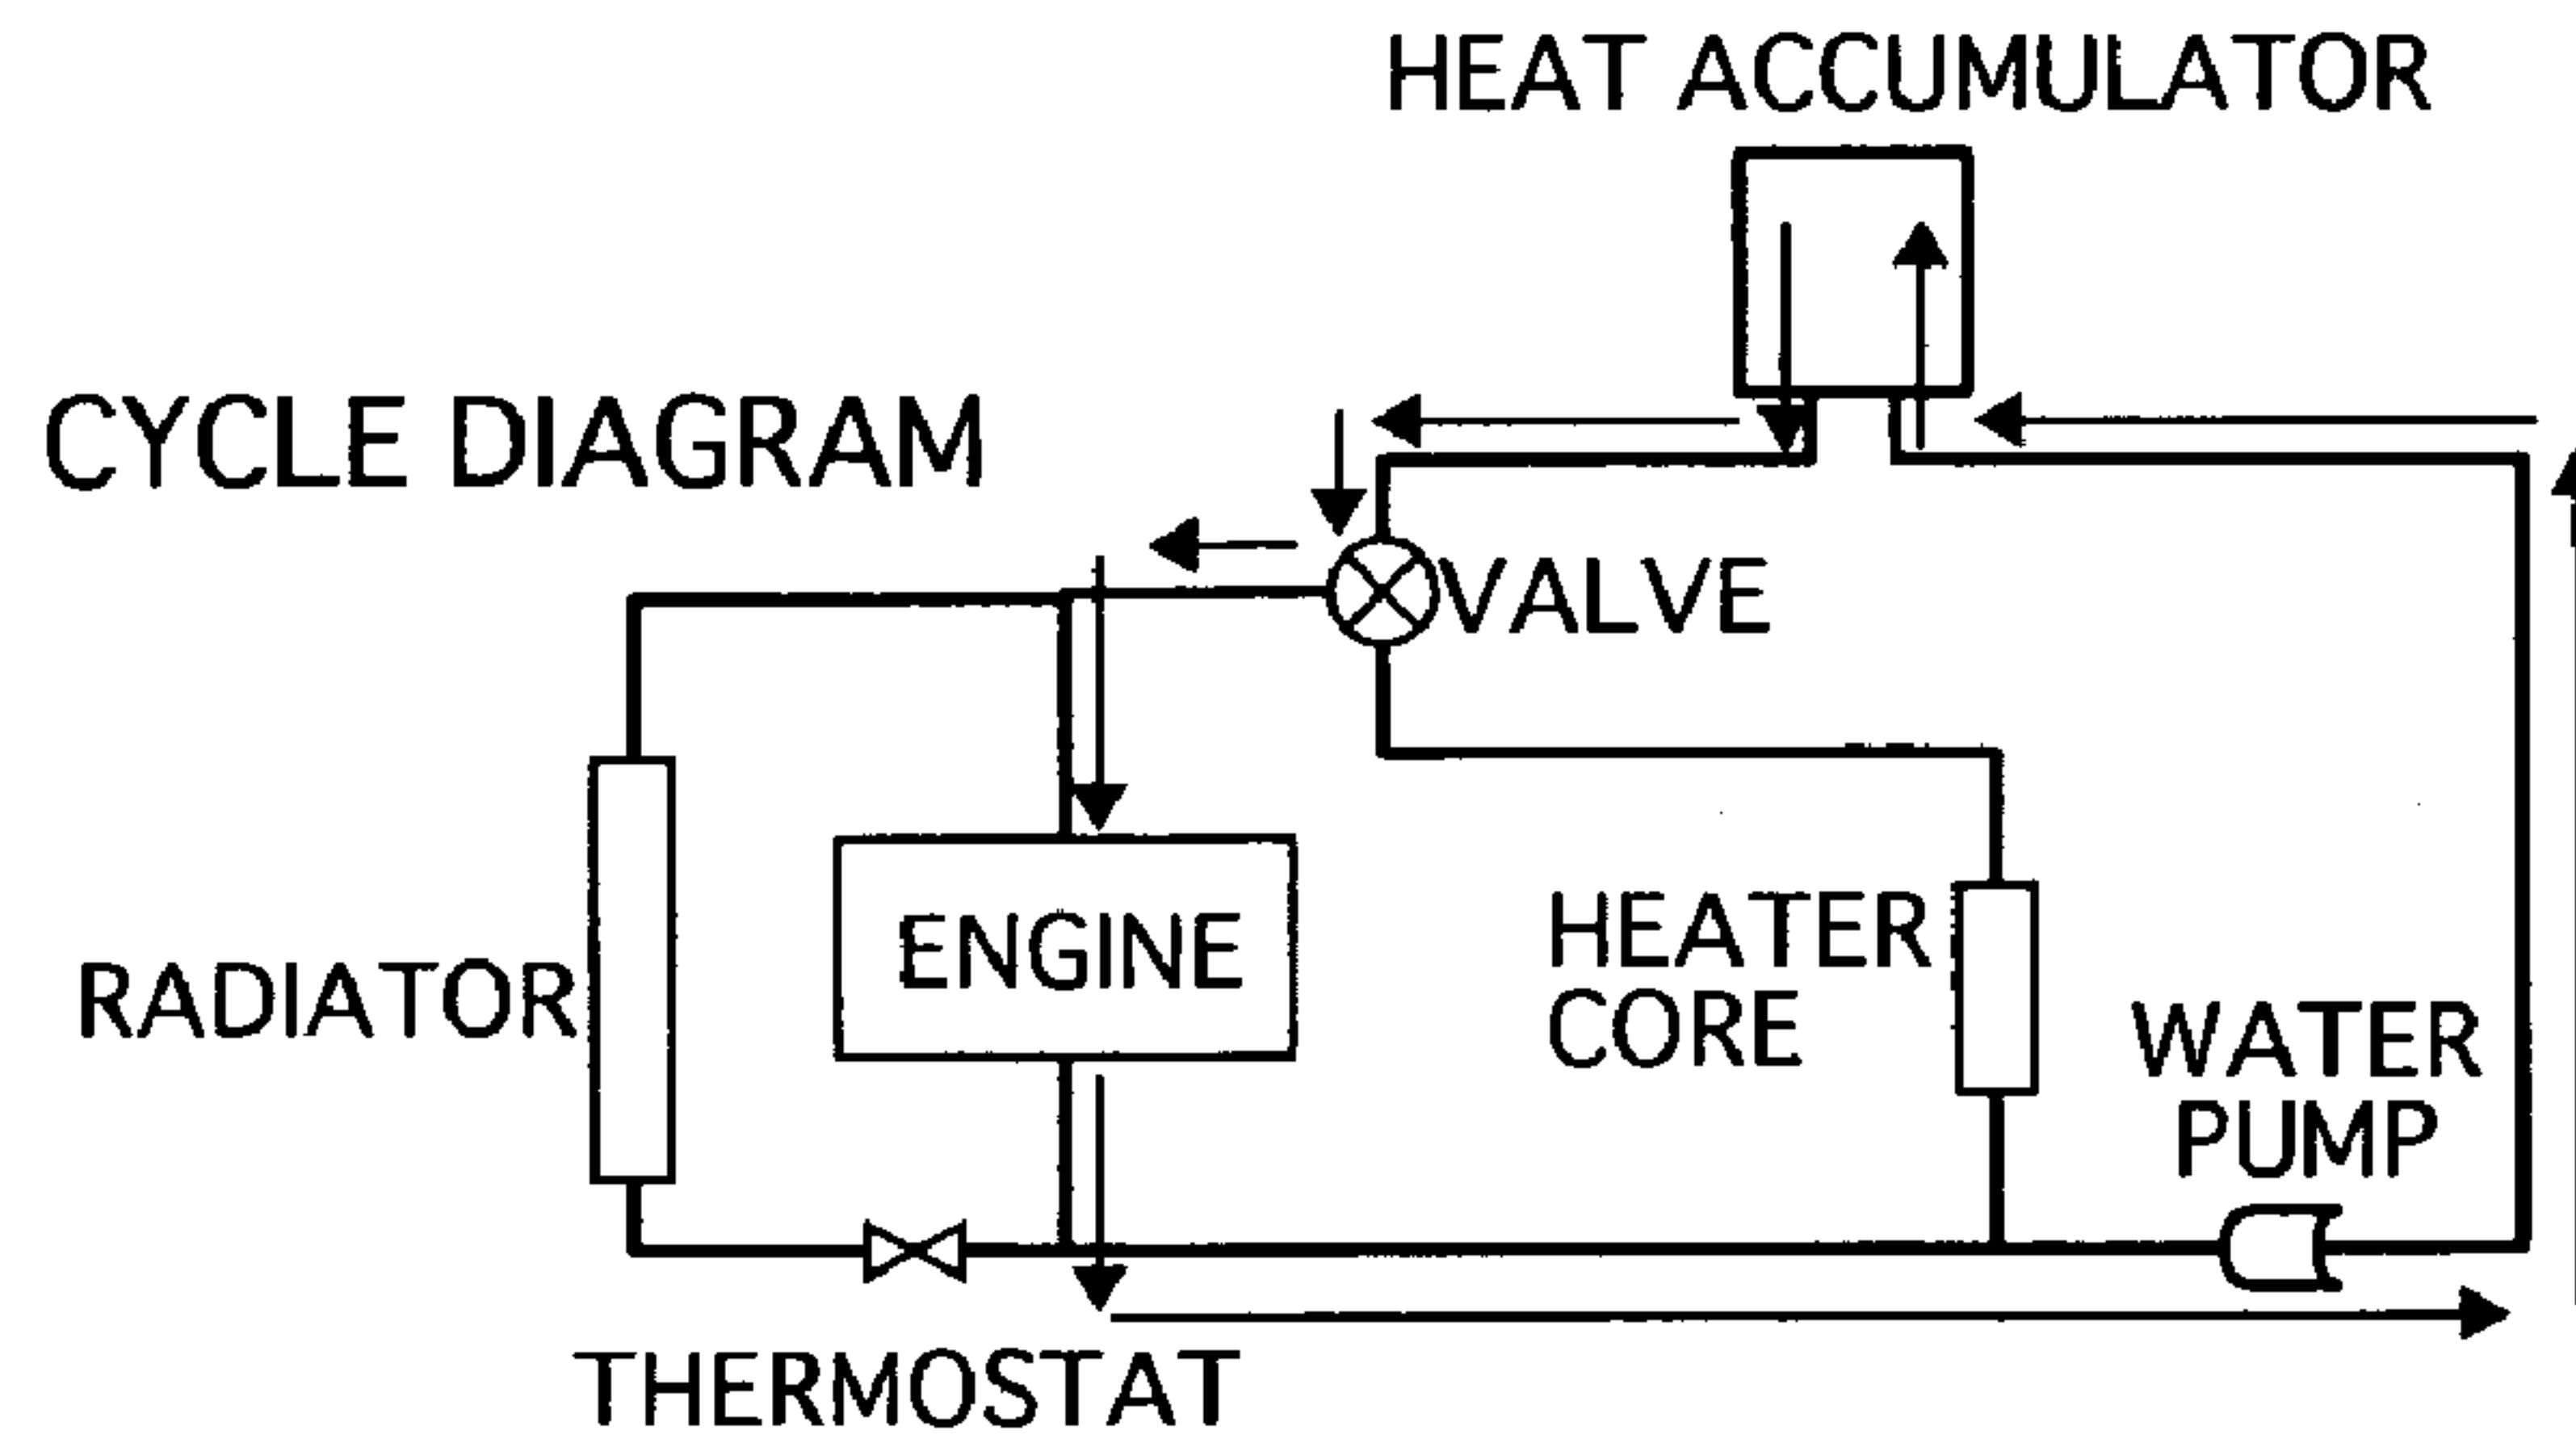 HEAT ACCUMULATOR
CYCLE DIAGRAM
VALVE
ENGINE
HEATER
CORE
RADIATOR
WATER
PUMP
THERMOSTAT